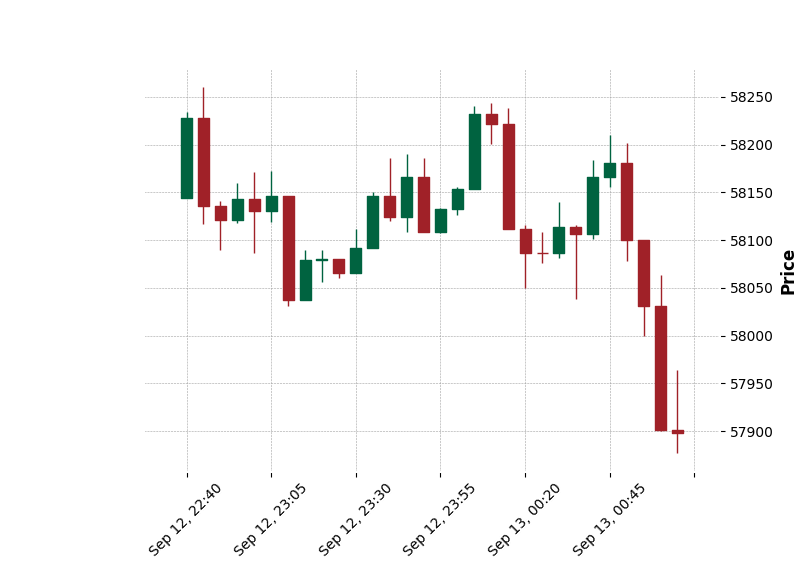 58250
58200
58150
58100
58050
58000
57950
57900
Price
Sep 12, 22:40
Sep 12, 23:05
Sep 12, 23:30
Sep 12, 23:55
Sep 13, 00:20
Sep 13, 00:45